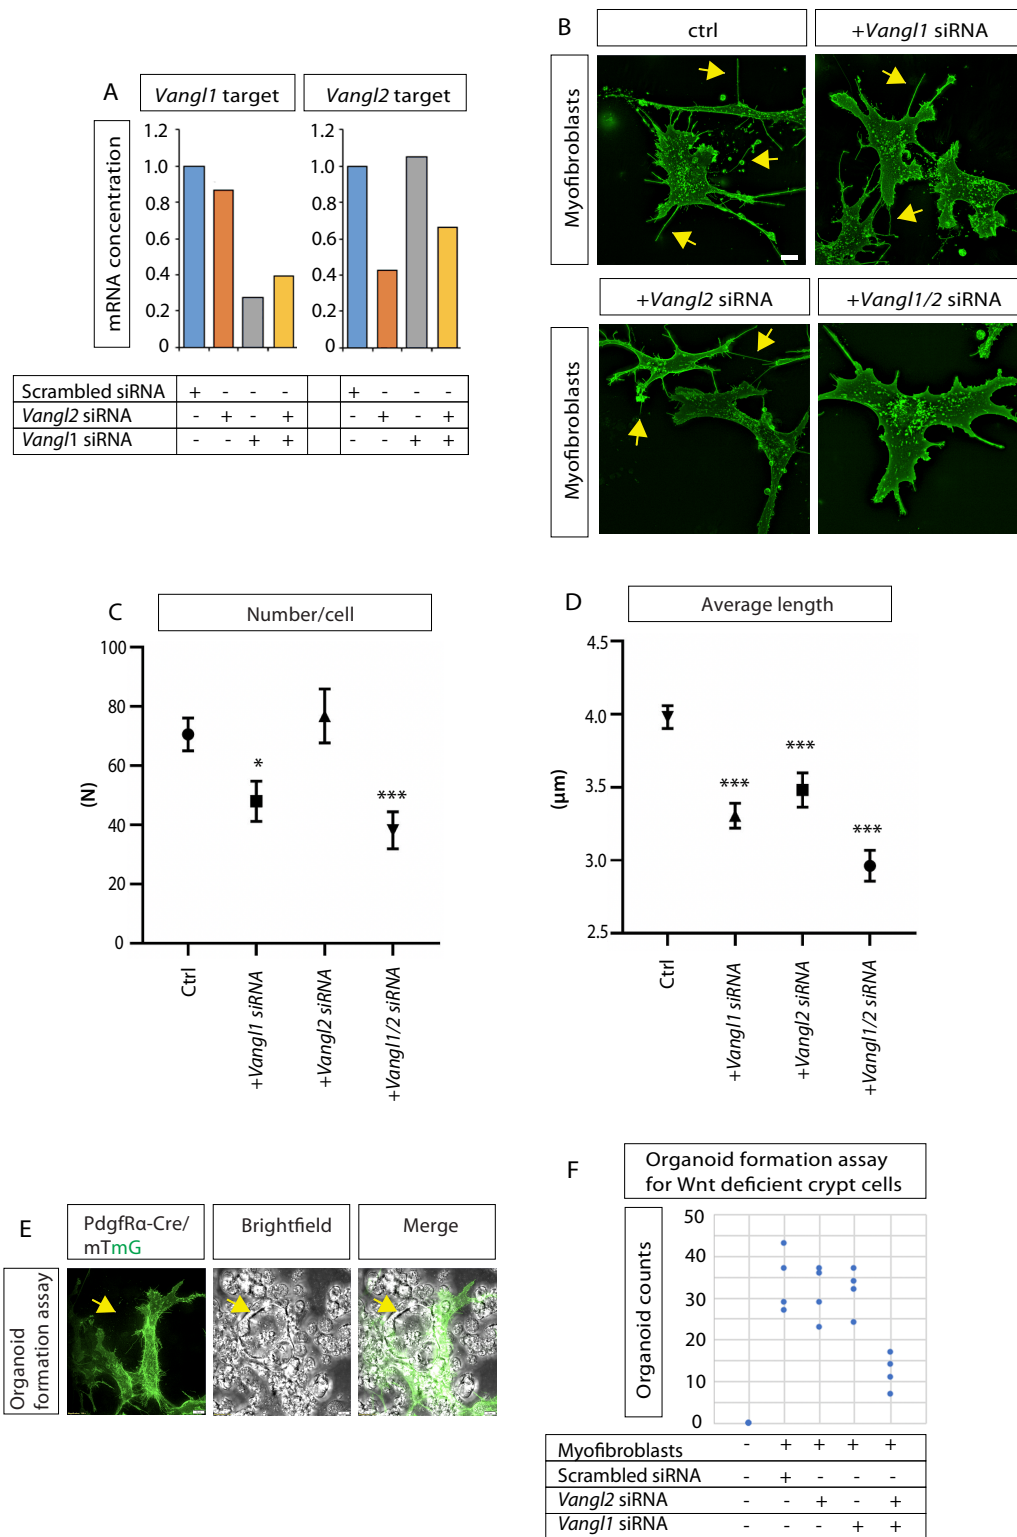 A
Vangl1 target
Vangl2 target
mRNA concentration
1.2
1.0
0.8
0.6
0.4
0.2
0
1.2
1.0
0.8
0.6
0.4
0.2
0
Scrambled siRNA + - - - + - - -
Vangl2 siRNA - + - + - + - +
Vangl1 siRNA - - + + - - + +
B
ctrl
+Vangl1 siRNA
Myofibroblasts
+Vangl2 siRNA
+Vangl1/2 siRNA
Myofibroblasts
C
Number/cell
(N)
100
80
60
40
20
0
*
***
Ctrl
+Vangl1 siRNA
+Vangl2 siRNA
+Vangl1/2 siRNA
D
Average length
(µm)
4.5
4.0
3.5
3.0
2.5
***
***
***
Ctrl
+Vangl1 siRNA
+Vangl2 siRNA
+Vangl1/2 siRNA
E
PdgfRα-Cre/
mTmG
Brightfield
Merge
Organoid
formation assay
F
Organoid formation assay
for Wnt deficient crypt cells
Organoid counts
50
40
30
20
10
0
Myofibroblasts - + + + +
Scrambled siRNA - + - - -
Vangl2 siRNA - - + - +
Vangl1 siRNA - - - + +